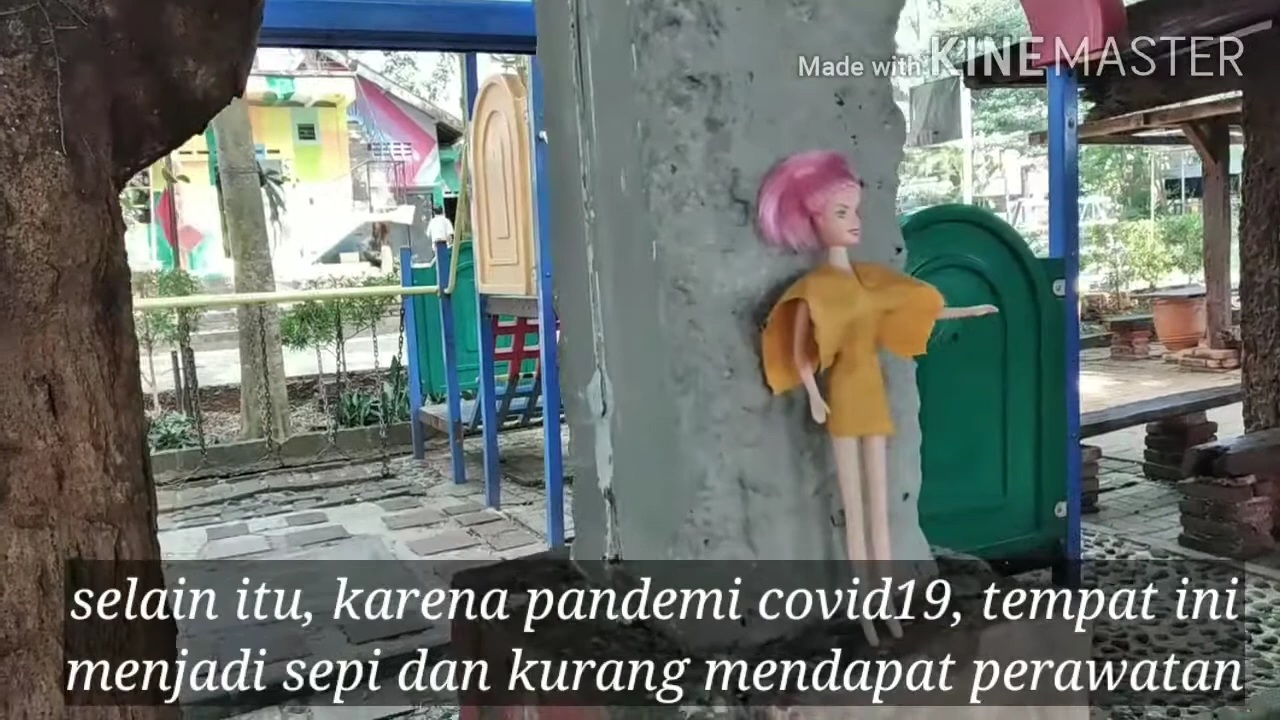 Made with KINEMASTER
selain itu, karena pandemi covid19, tempat ini
menjadi sepi dan kurang mendapat perawatan